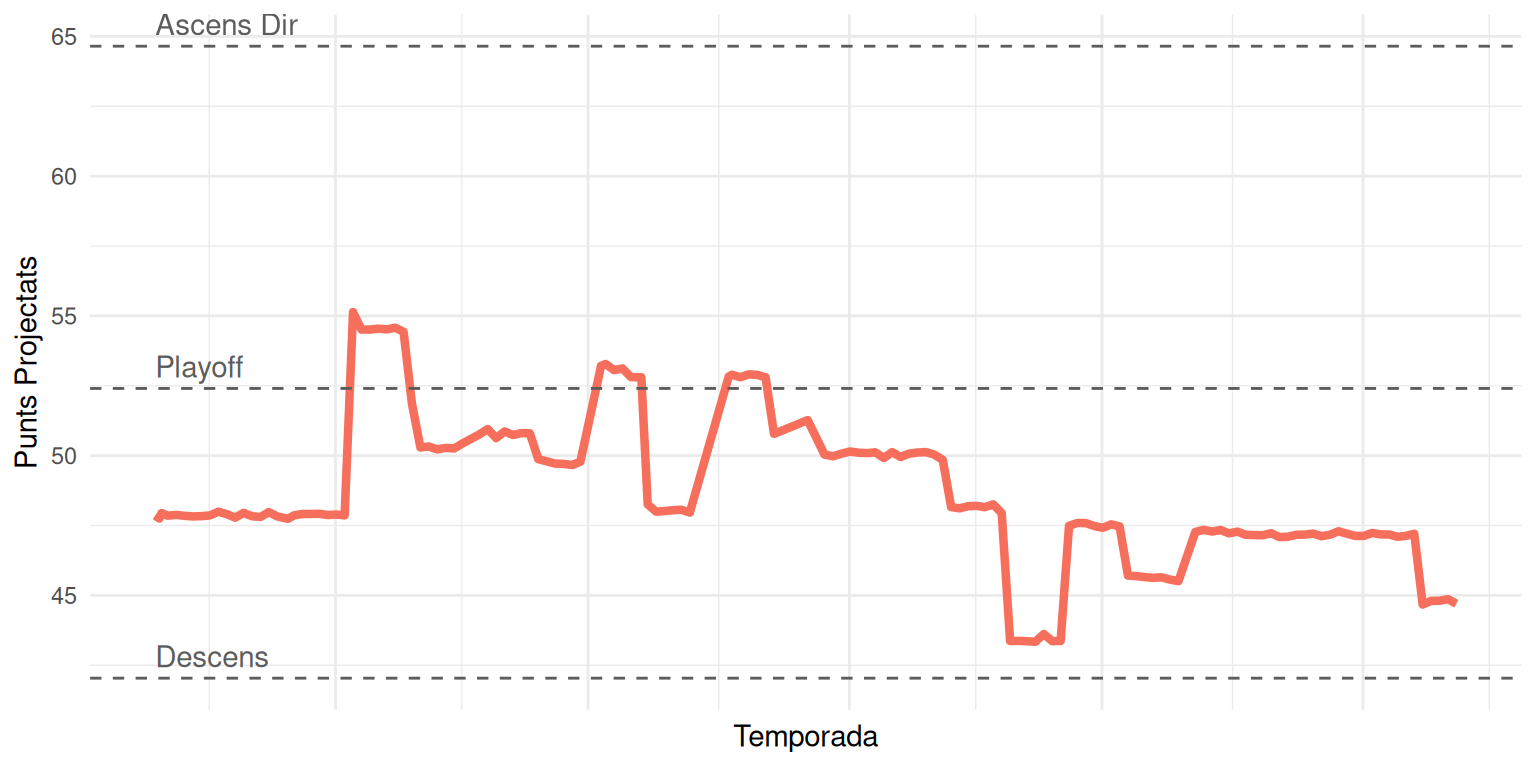 Ascens Dir
65
60
Punts Projectats
55
Playoff
50
45
Descens
Temporada